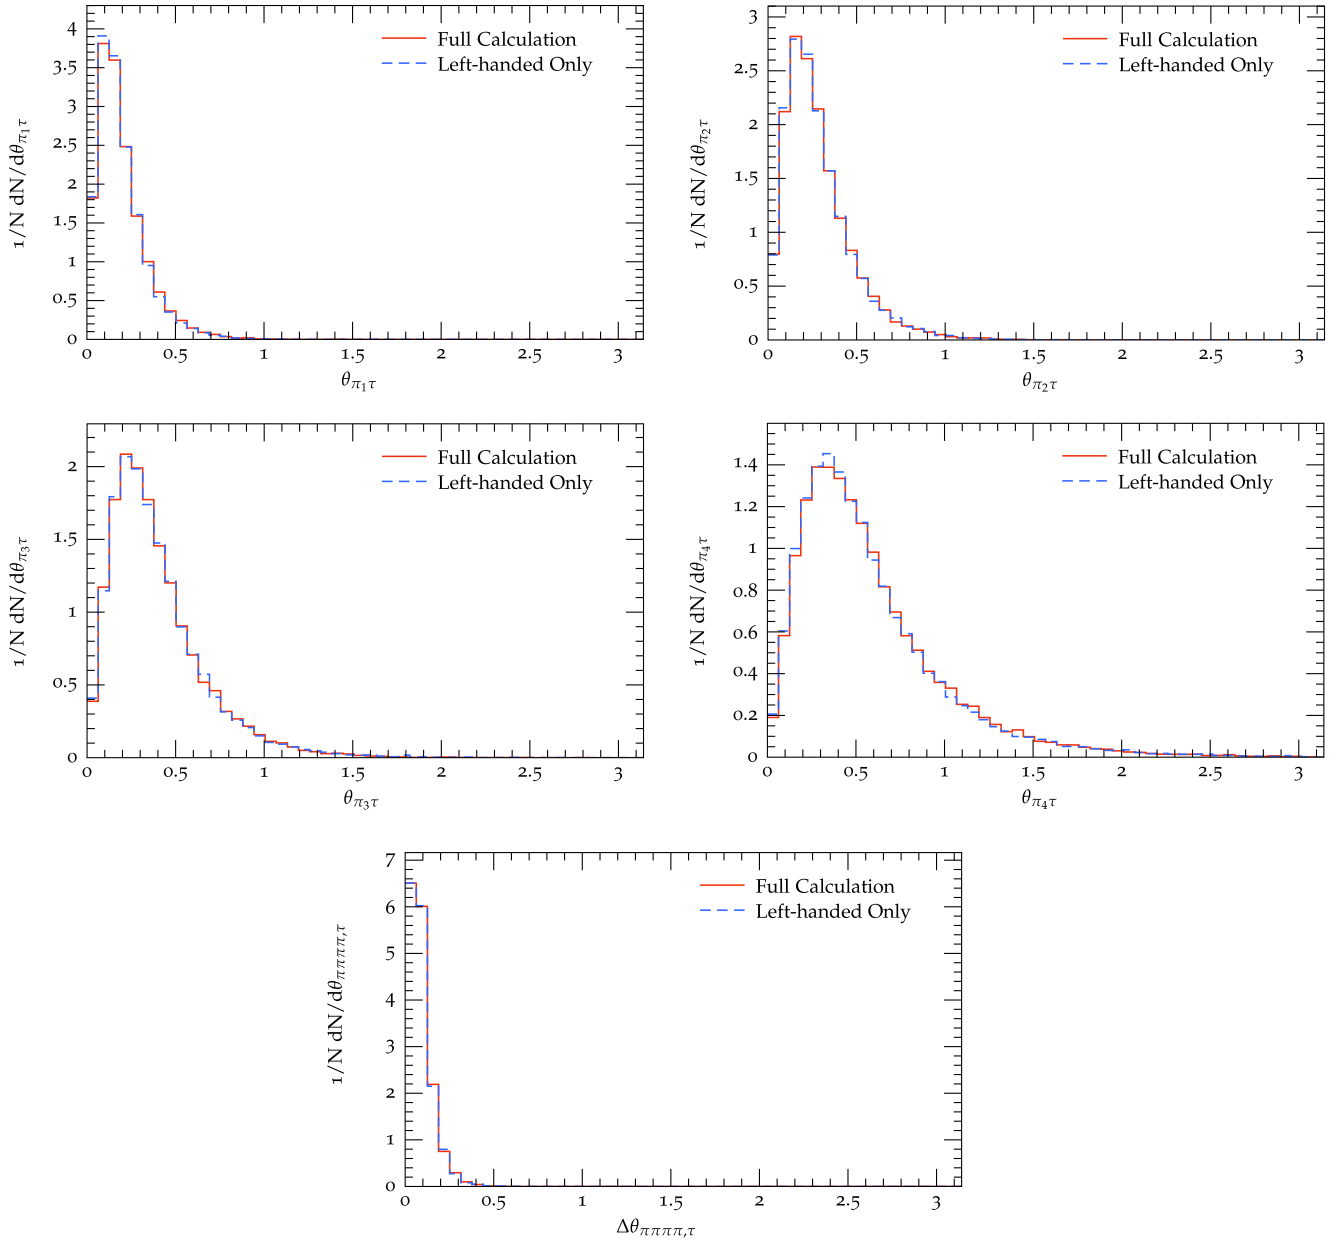 1/N dN/dθπ₁τ
4
3.5
3
2.5
2
1.5
1
0.5
0
Full Calculation
Left-handed Only
0 0.5 1 1.5 2 2.5 3
θπ₁τ
1/N dN/dθπ₂τ
3
2.5
2
1.5
1
0.5
0
Full Calculation
Left-handed Only
0 0.5 1 1.5 2 2.5 3
θπ₂τ
1/N dN/dθπ₃τ
2
1.5
1
0.5
0
Full Calculation
Left-handed Only
0 0.5 1 1.5 2 2.5 3
θπ₃τ
1/N dN/dθπ₄τ
1.4
1.2
1
0.8
0.6
0.4
0.2
0
Full Calculation
Left-handed Only
0 0.5 1 1.5 2 2.5 3
θπ₄τ
1/N dN/dθππππ,τ
7
6
5
4
3
2
1
0
Full Calculation
Left-handed Only
0 0.5 1 1.5 2 2.5 3
Δθππππ,τ